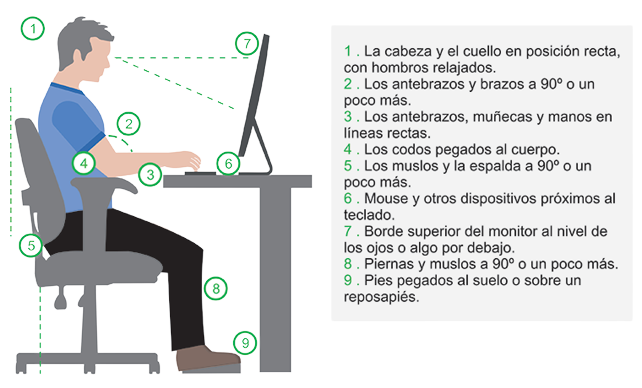 1
7
2
4
3
6
5
8
9
1 . La cabeza y el cuello en posición recta,
con hombros relajados.
2 . Los antebrazos y brazos a 90º o un
poco más.
3 . Los antebrazos, muñecas y manos en
líneas rectas.
4 . Los codos pegados al cuerpo.
5 . Los muslos y la espalda a 90º o un
poco más.
6 . Mouse y otros dispositivos próximos al
teclado.
7 . Borde superior del monitor al nivel de
los ojos o algo por debajo.
8 . Piernas y muslos a 90º o un poco más.
9 . Pies pegados al suelo o sobre un
reposapiés.